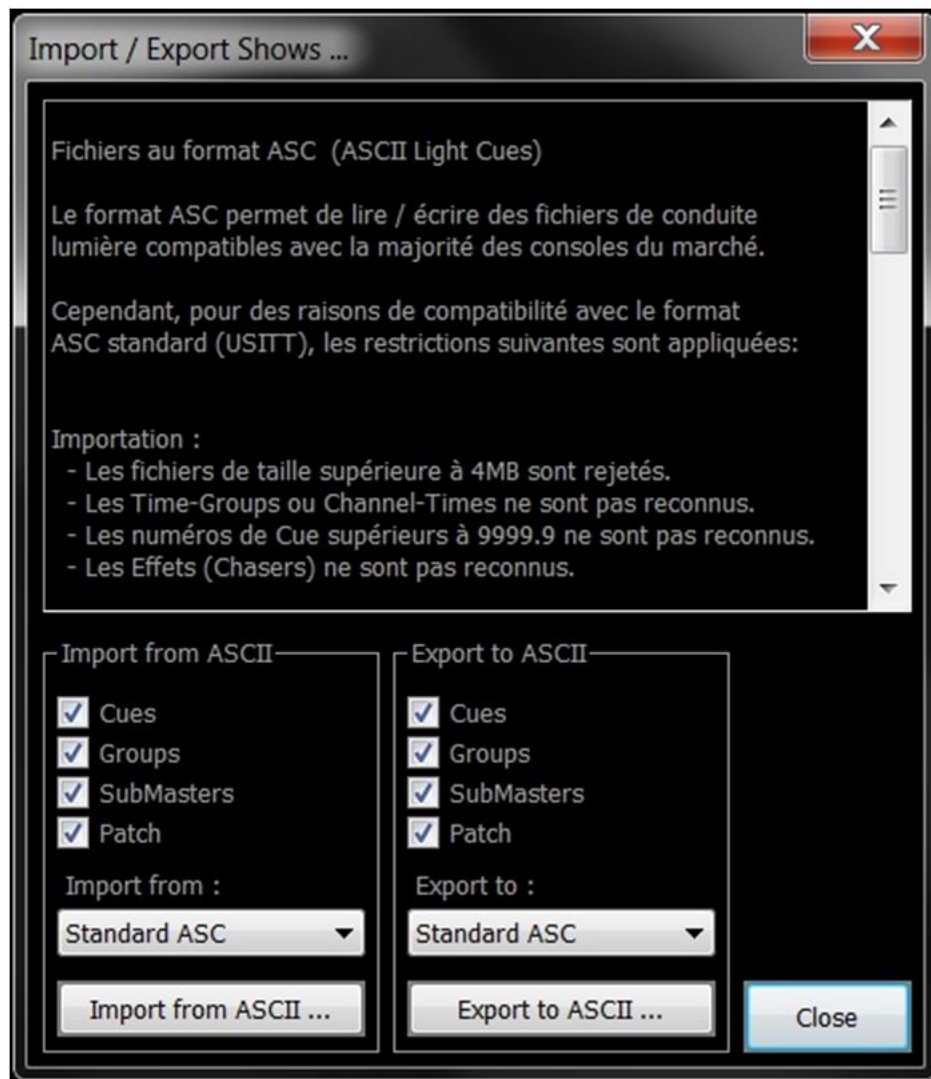 Import / Export Shows ...
Fichiers au format ASC  (ASCII Light Cues)
Le format ASC permet de lire / écrire des fichiers de conduite
lumière compatibles avec la majorité des consoles du marché.
Cependant, pour des raisons de compatibilité avec le format
ASC standard (USITT), les restrictions suivantes sont appliquées:
Importation :
- Les fichiers de taille supérieure à 4MB sont rejetés.
- Les Time-Groups ou Channel-Times ne sont pas reconnus.
- Les numéros de Cue supérieurs à 9999.9 ne sont pas reconnus.
- Les Effets (Chasers) ne sont pas reconnus.
Import from ASCII
Cues
Groups
SubMasters
Patch
Import from :
Standard ASC
Import from ASCII ...
Export to ASCII
Cues
Groups
SubMasters
Patch
Export to :
Standard ASC
Export to ASCII ...
Close